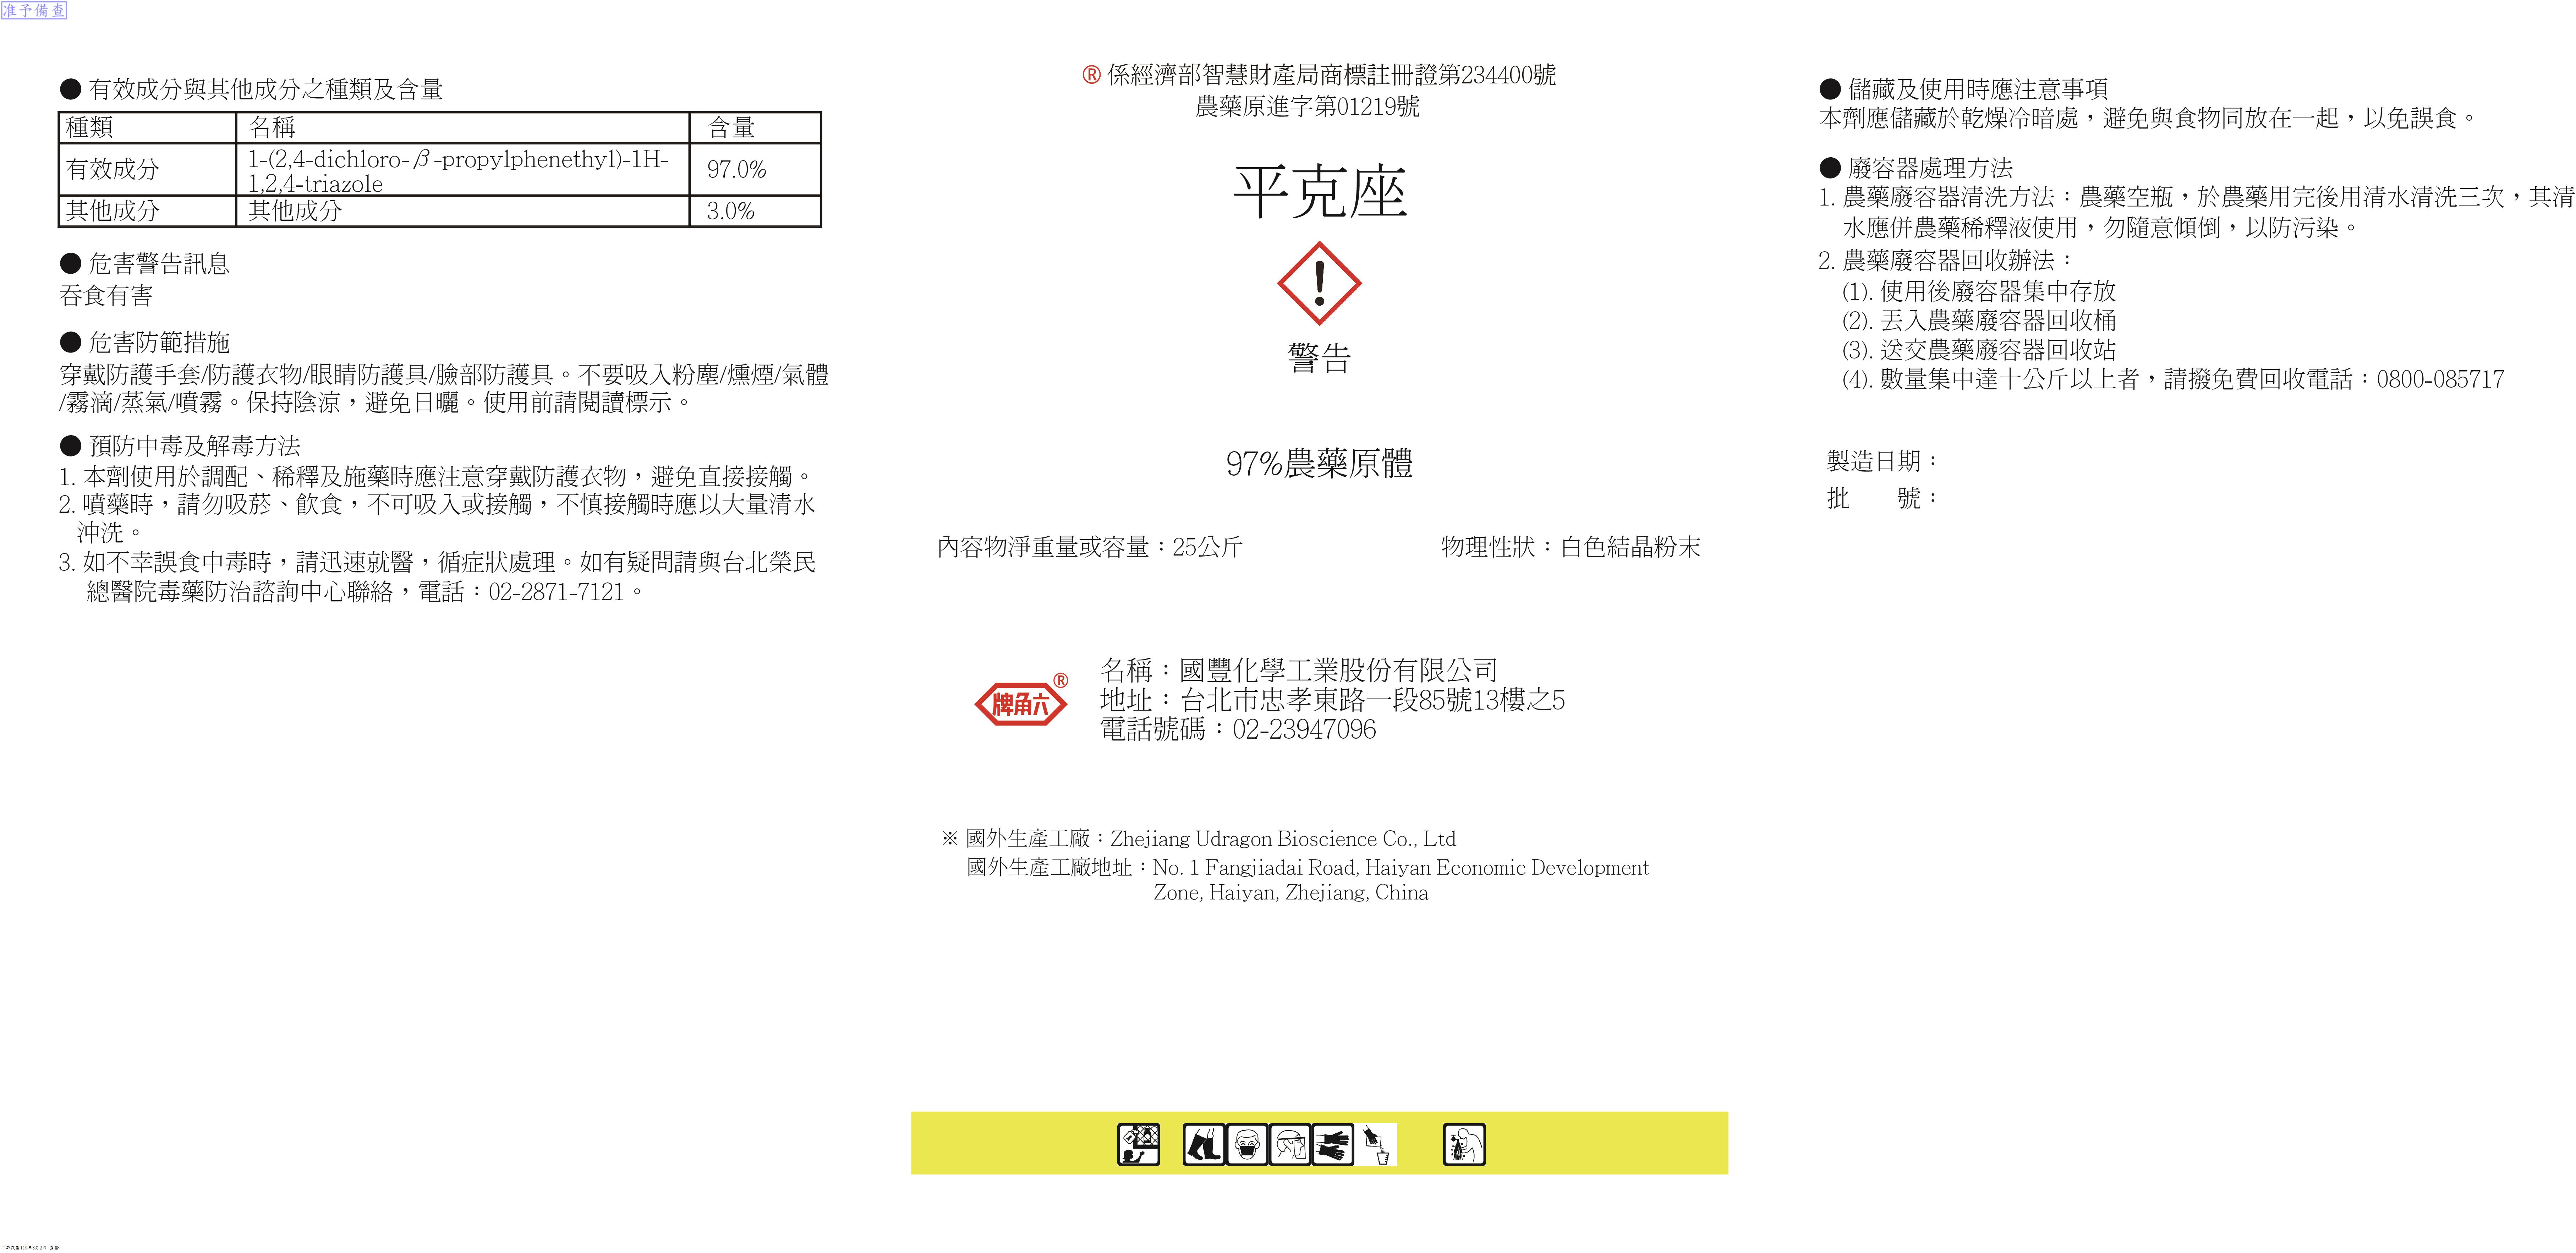 准予備查
● 有效成分與其他成分之種類及含量
種類 名稱 含量
有效成分 1-(2,4-dichloro-β-propylphenethyl)-1H-
1,2,4-triazole 97.0%
其他成分 其他成分 3.0%
● 危害警告訊息
吞食有害
● 危害防範措施
穿戴防護手套/防護衣物/眼睛防護具/臉部防護具。不要吸入粉塵/燻煙/氣體
/霧滴/蒸氣/噴霧。保持陰涼，避免日曬。使用前請閱讀標示。
● 預防中毒及解毒方法
1. 本劑使用於調配、稀釋及施藥時應注意穿戴防護衣物，避免直接接觸。
2. 噴藥時，請勿吸菸、飲食，不可吸入或接觸，不慎接觸時應以大量清水
沖洗。
3. 如不幸誤食中毒時，請迅速就醫，循症狀處理。如有疑問請與台北榮民
總醫院毒藥防治諮詢中心聯絡，電話：02-2871-7121。
® 係經濟部智慧財產局商標註冊證第234400號
農藥原進字第01219號
平克座
警告
97%農藥原體
內容物淨重量或容量：25公斤 物理性狀：白色結晶粉末
牌角六®
名稱：國豐化學工業股份有限公司
地址：台北市忠孝東路一段85號13樓之5
電話號碼：02-23947096
※ 國外生產工廠：Zhejiang Udragon Bioscience Co., Ltd
國外生產工廠地址：No. 1 Fangjiadai Road, Haiyan Economic Development
Zone, Haiyan, Zhejiang, China
● 儲藏及使用時應注意事項
本劑應儲藏於乾燥冷暗處，避免與食物同放在一起，以免誤食。
● 廢容器處理方法
1. 農藥廢容器清洗方法：農藥空瓶，於農藥用完後用清水清洗三次，其清
水應併農藥稀釋液使用，勿隨意傾倒，以防污染。
2. 農藥廢容器回收辦法：
(1). 使用後廢容器集中存放
(2). 丟入農藥廢容器回收桶
(3). 送交農藥廢容器回收站
(4). 數量集中達十公斤以上者，請撥免費回收電話：0800-085717
製造日期：
批　　號：